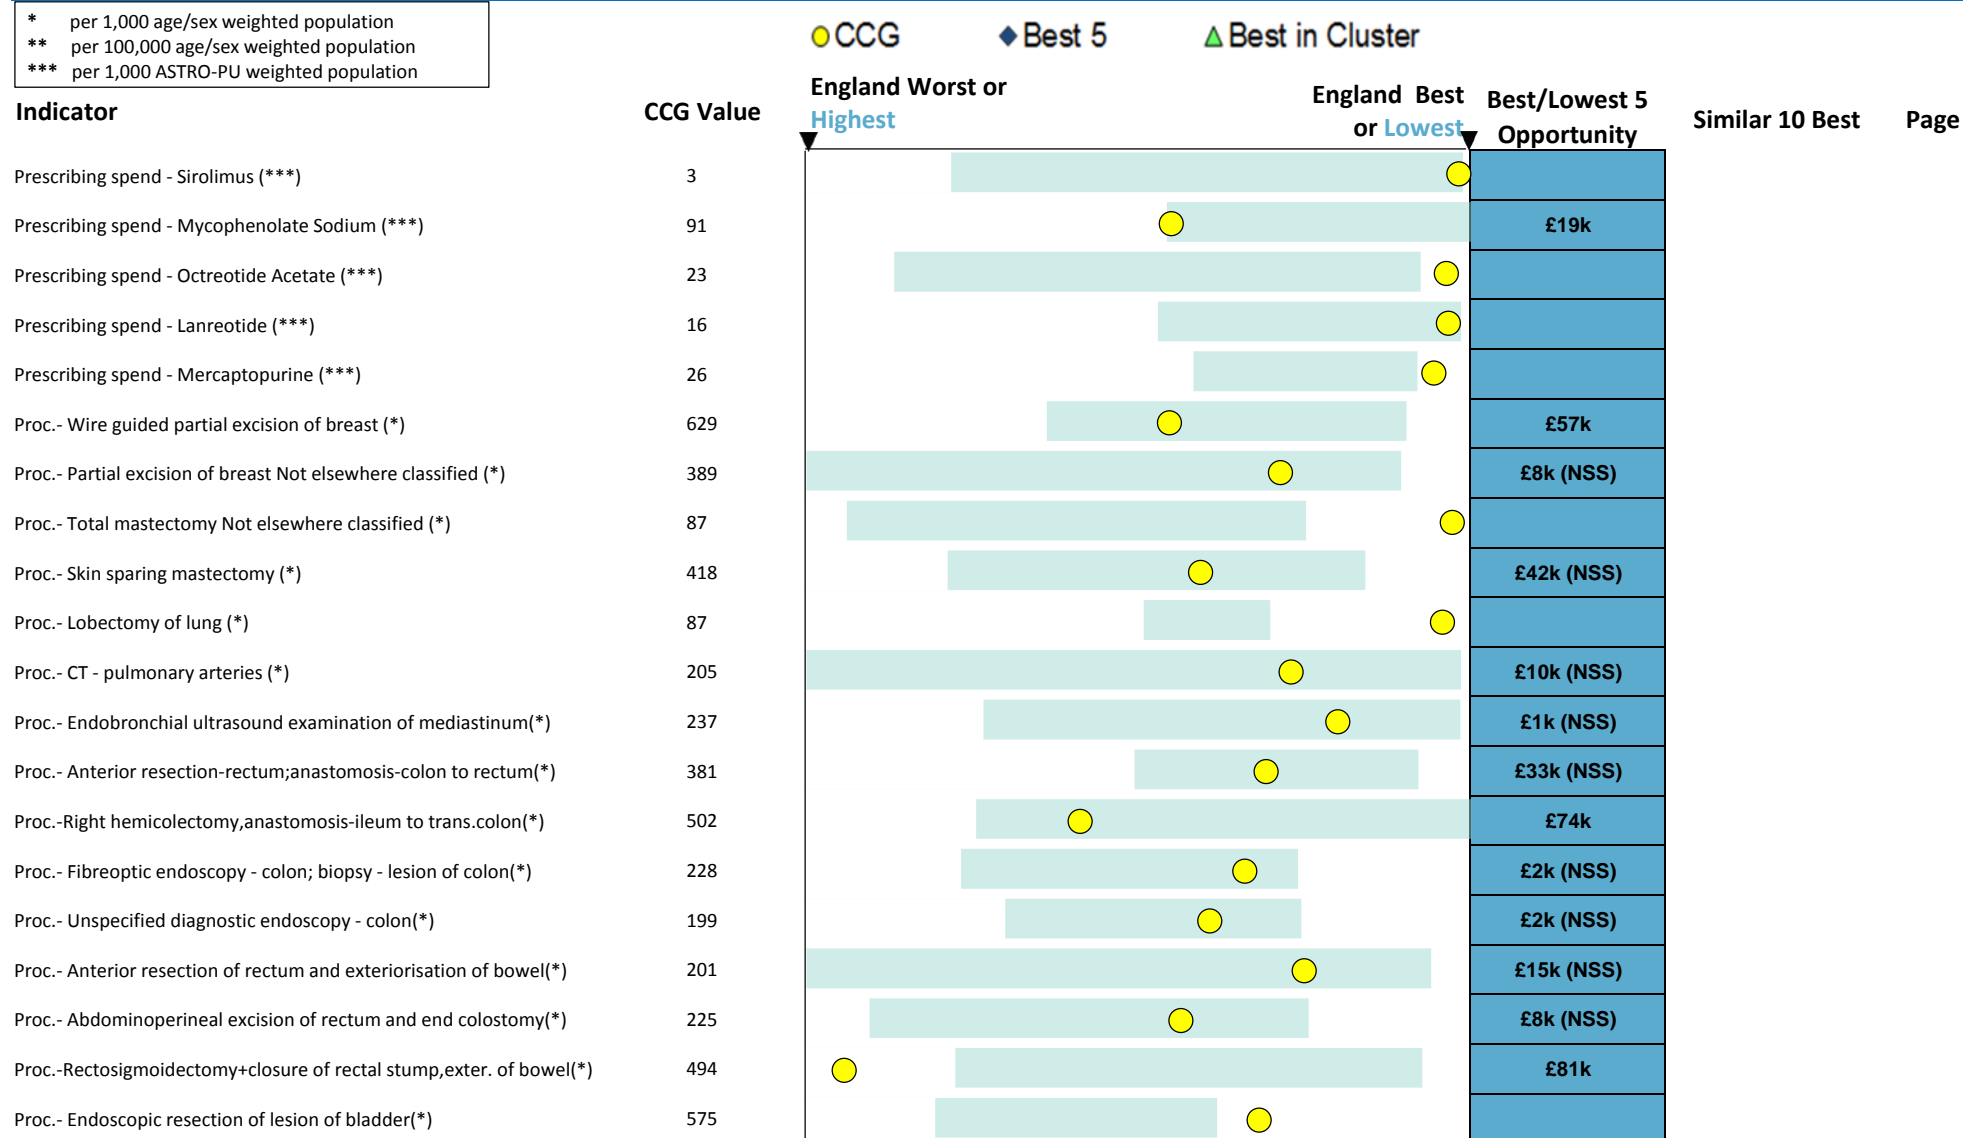 * per 1,000 age/sex weighted population
** per 100,000 age/sex weighted population
*** per 1,000 ASTRO-PU weighted population
CCG Best 5 Best in Cluster
Indicator CCG Value England Worst or Highest England Best or Lowest Best/Lowest 5 Opportunity Similar 10 Best Page
Prescribing spend - Sirolimus (***) 3
Prescribing spend - Mycophenolate Sodium (***) 91 £19k
Prescribing spend - Octreotide Acetate (***) 23
Prescribing spend - Lanreotide (***) 16
Prescribing spend - Mercaptopurine (***) 26
Proc.- Wire guided partial excision of breast (*) 629 £57k
Proc.- Partial excision of breast Not elsewhere classified (*) 389 £8k (NSS)
Proc.- Total mastectomy Not elsewhere classified (*) 87
Proc.- Skin sparing mastectomy (*) 418 £42k (NSS)
Proc.- Lobectomy of lung (*) 87
Proc.- CT - pulmonary arteries (*) 205 £10k (NSS)
Proc.- Endobronchial ultrasound examination of mediastinum(*) 237 £1k (NSS)
Proc.- Anterior resection-rectum;anastomosis-colon to rectum(*) 381 £33k (NSS)
Proc.-Right hemicolectomy,anastomosis-ileum to trans.colon(*) 502 £74k
Proc.- Fibreoptic endoscopy - colon; biopsy - lesion of colon(*) 228 £2k (NSS)
Proc.- Unspecified diagnostic endoscopy - colon(*) 199 £2k (NSS)
Proc.- Anterior resection of rectum and exteriorisation of bowel(*) 201 £15k (NSS)
Proc.- Abdominoperineal excision of rectum and end colostomy(*) 225 £8k (NSS)
Proc.-Rectosigmoidectomy+closure of rectal stump,exter. of bowel(*) 494 £81k
Proc.- Endoscopic resection of lesion of bladder(*) 575